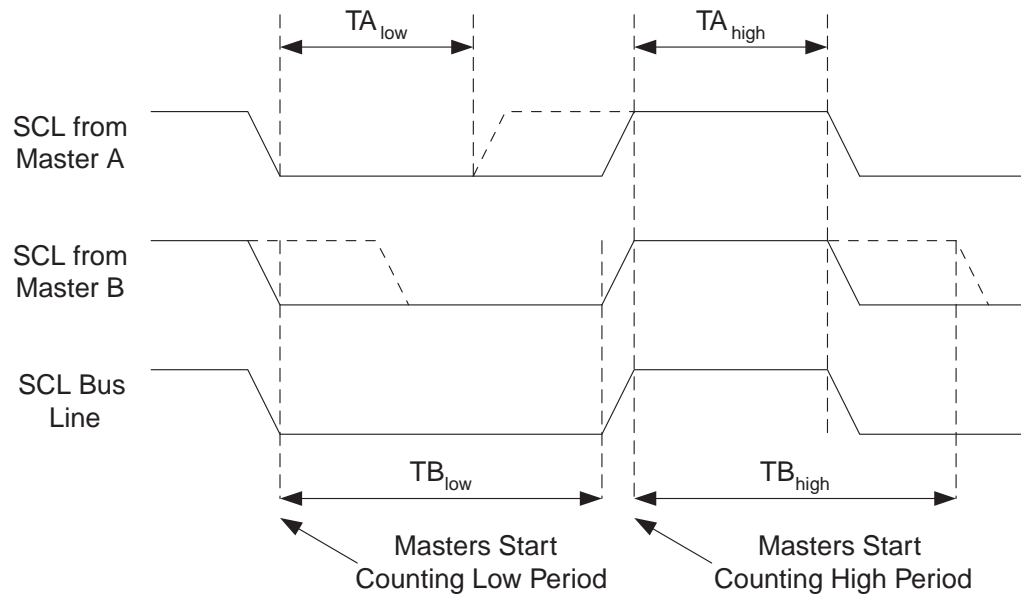 TA low
TA high
SCL from
Master A
SCL from
Master B
SCL Bus
Line
TB low
TB high
Masters Start
Counting Low Period
Masters Start
Counting High Period